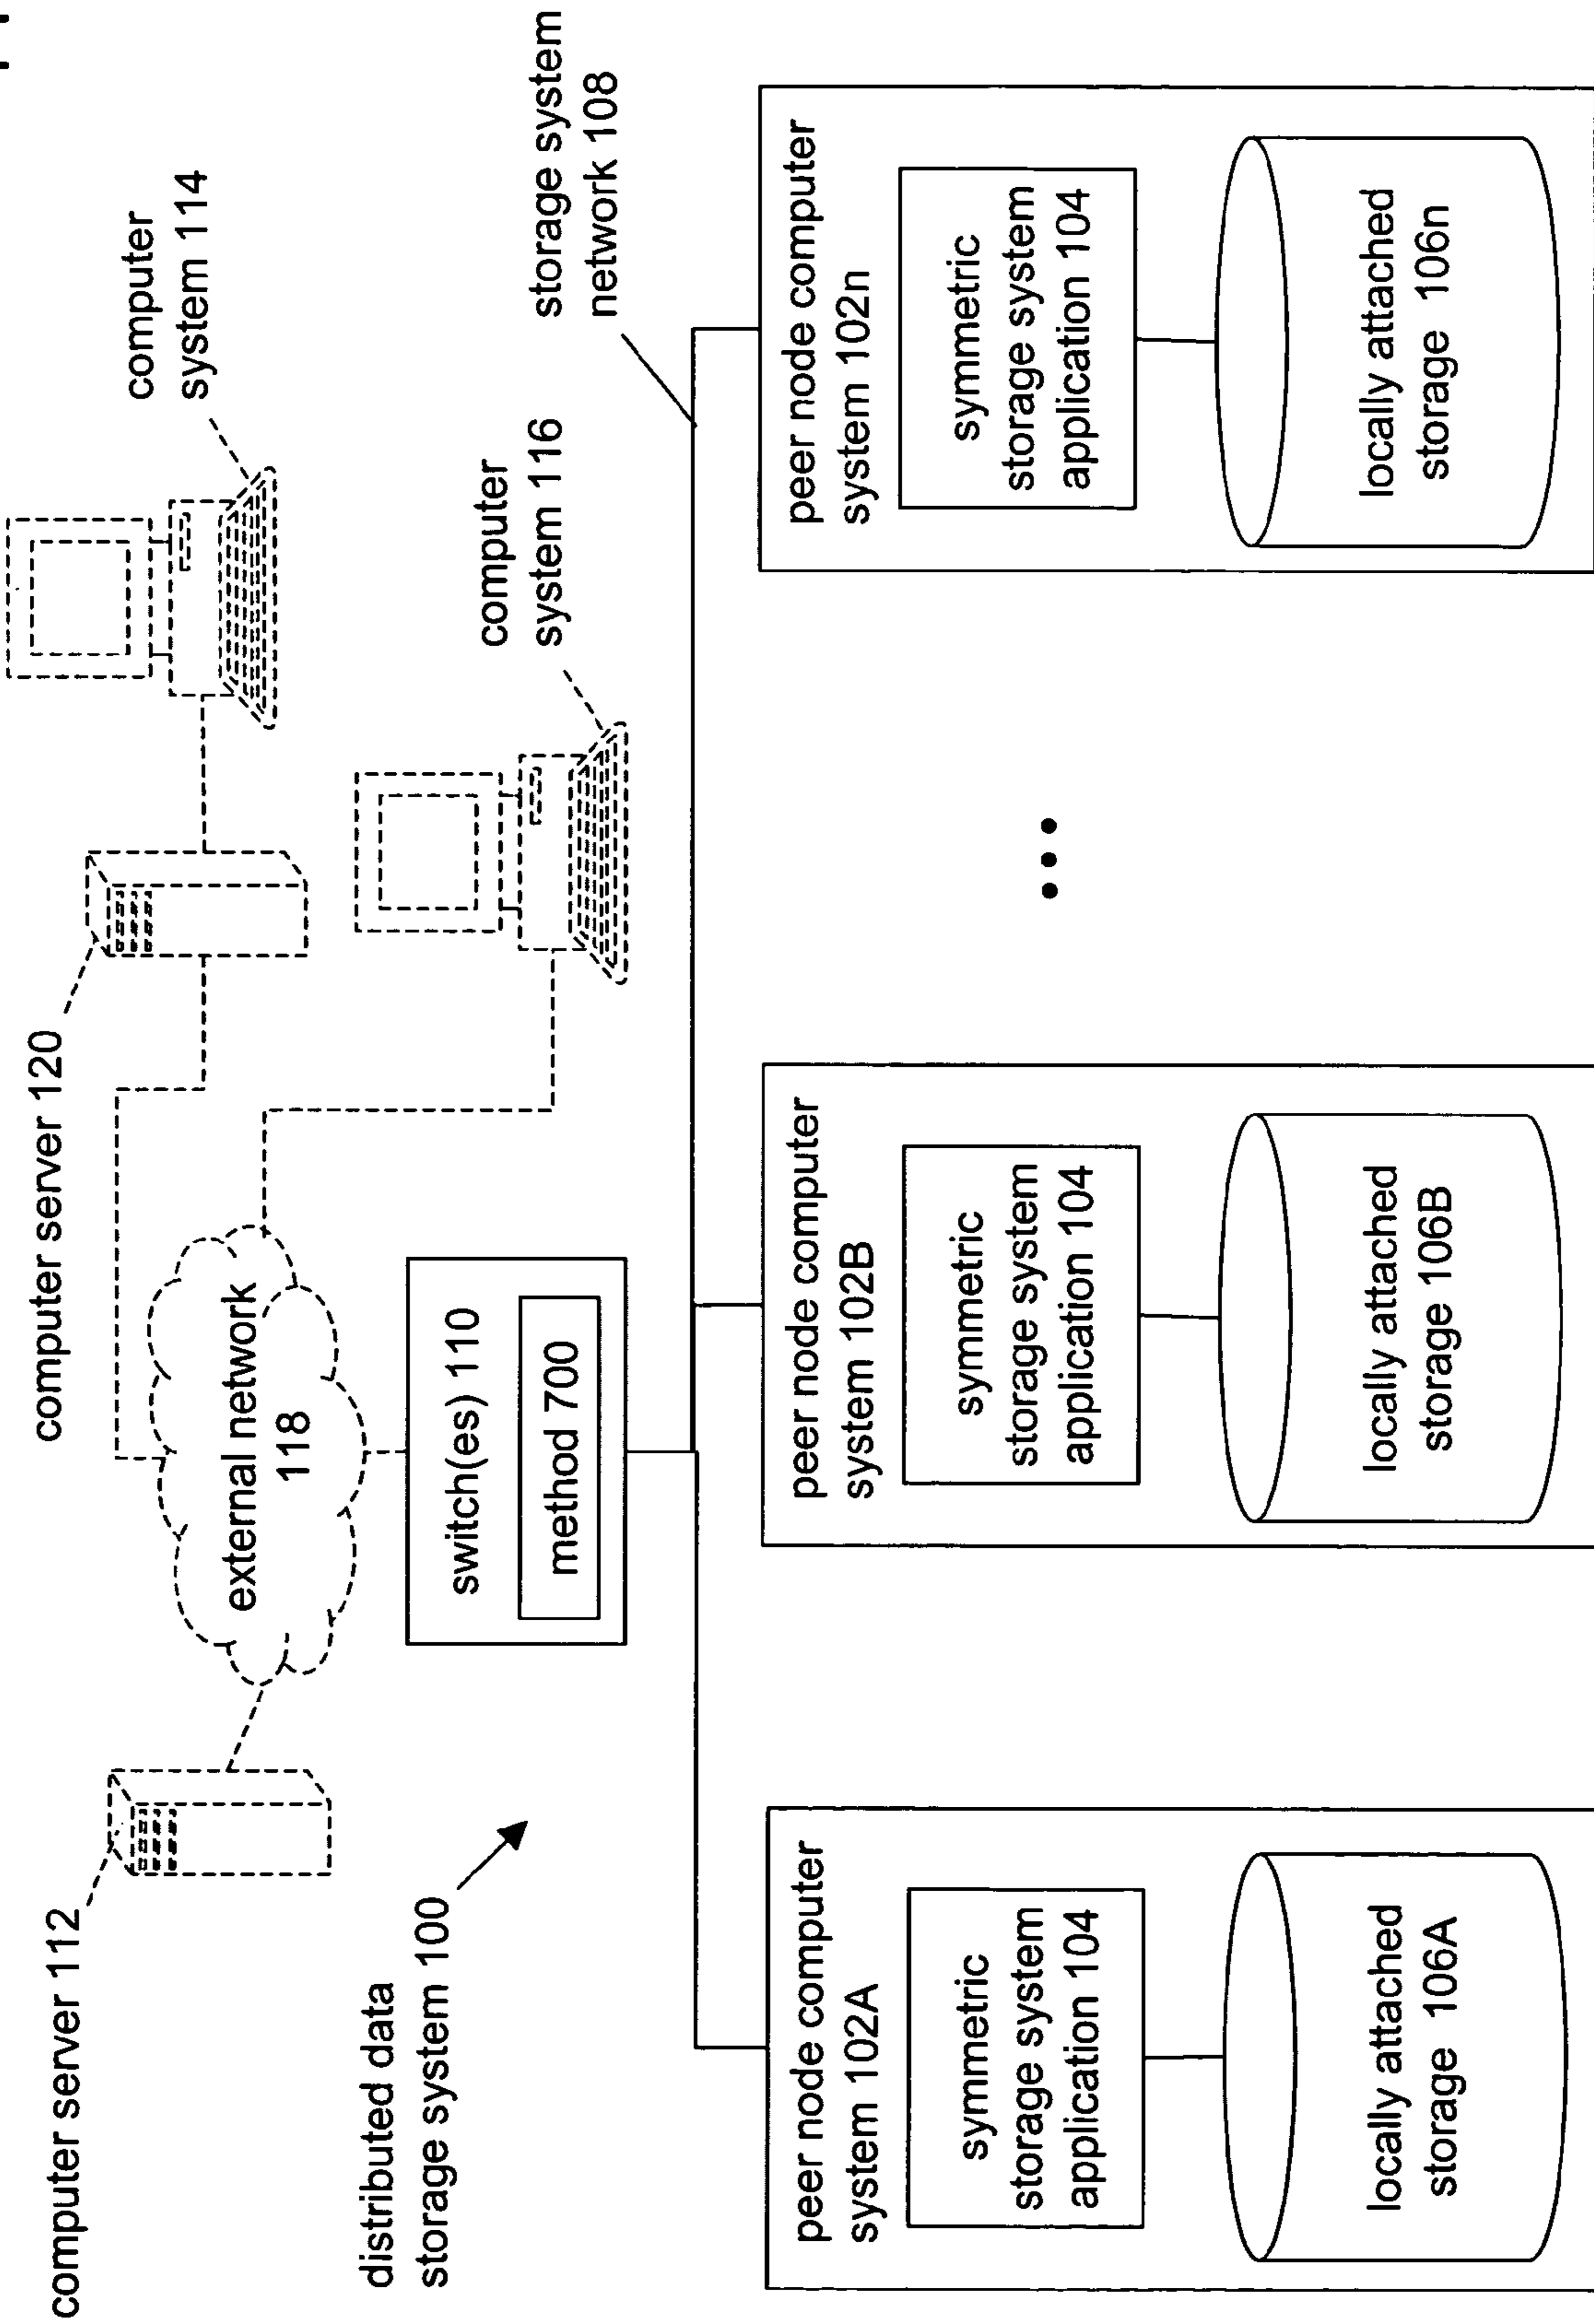 computer server 112
computer server 120
computer
system 114
external network
118
computer
system 116
distributed data
storage system 100
switch(es) 110
method 700
storage system
network 108
peer node computer
system 102A
symmetric
storage system
application 104
locally attached
storage 106A
peer node computer
system 102B
symmetric
storage system
application 104
locally attached
storage 106B
peer node computer
system 102n
symmetric
storage system
application 104
locally attached
storage 106n